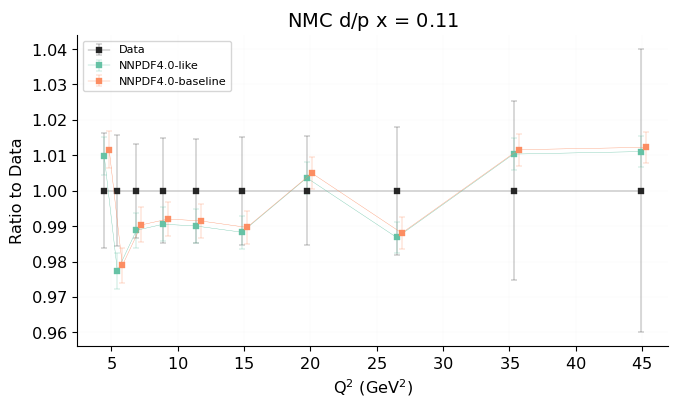 NMC d/p x = 0.11
Data
NNPDF4.0-like
NNPDF4.0-baseline
Ratio to Data
1.04
1.03
1.02
1.01
1.00
0.99
0.98
0.97
0.96
5 10 15 20 25 30 35 40 45
Q² (GeV²)